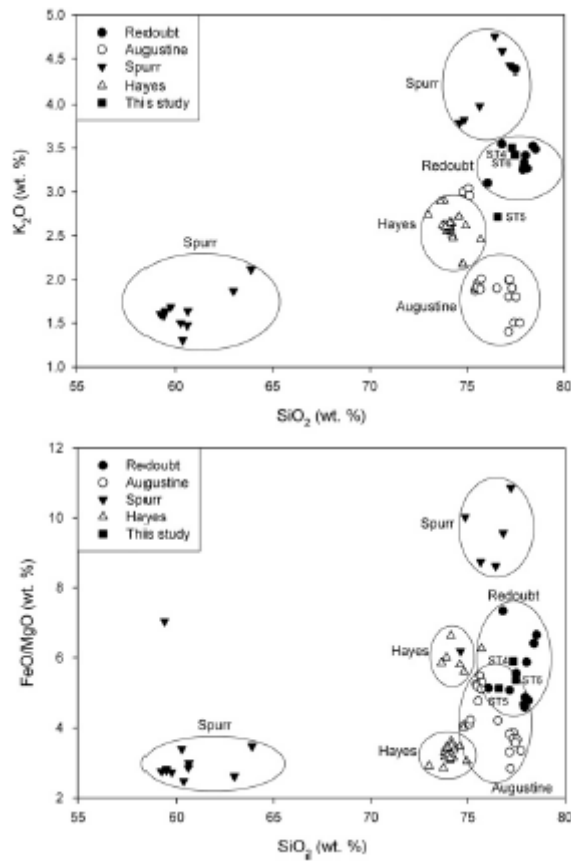 5.0
4.5
4.0
3.5
3.0
2.5
2.0
1.5
1.0
K₂O (wt. %)
Redoubt
Augustine
Spurr
Hayes
This study
Spurr
Redoubt
ST4
ST6
ST5
Hayes
Spurr
Augustine
55 60 65 70 75 80
SiO₂ (wt. %)
12
10
8
6
4
2
FeO/MgO (wt. %)
Redoubt
Augustine
Spurr
Hayes
This study
Spurr
Redoubt
Hayes
ST4
ST6
ST5
Spurr
Hayes
Augustine
55 60 65 70 75 80
SiO₂ (wt. %)